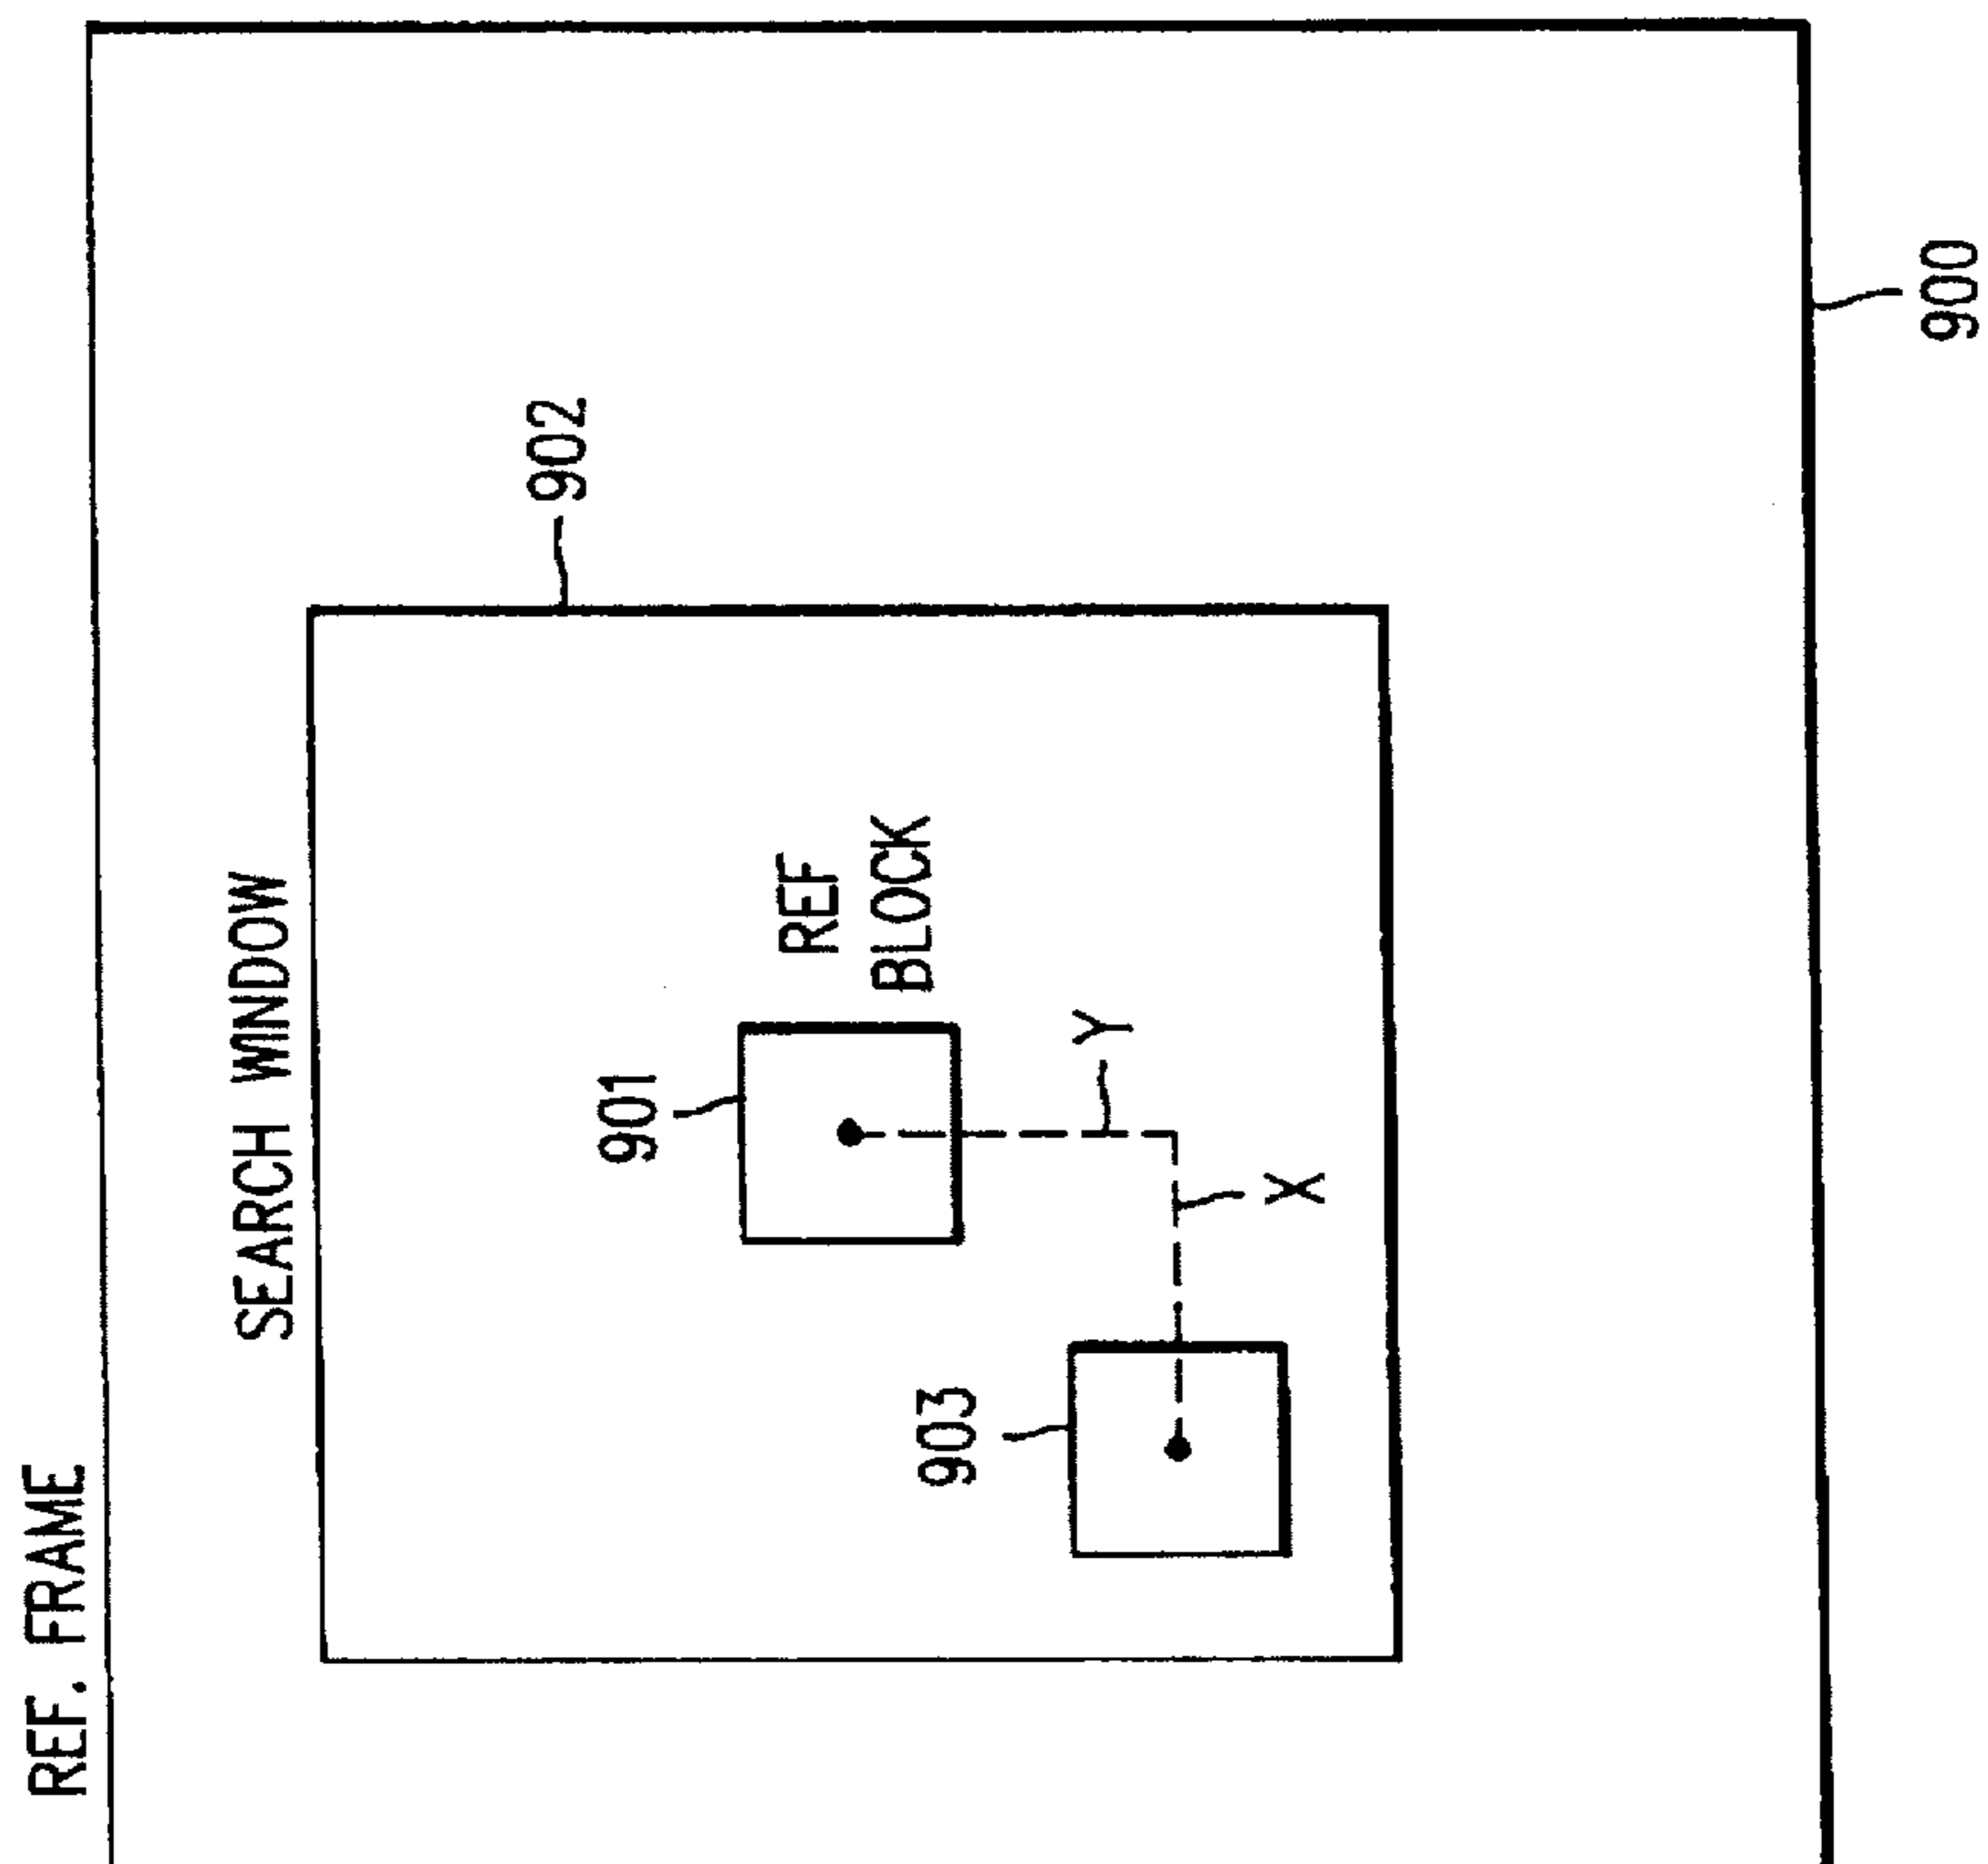 REF. FRAME
SEARCH WINDOW
902
901
REF
BLOCK
903
Y
X
900